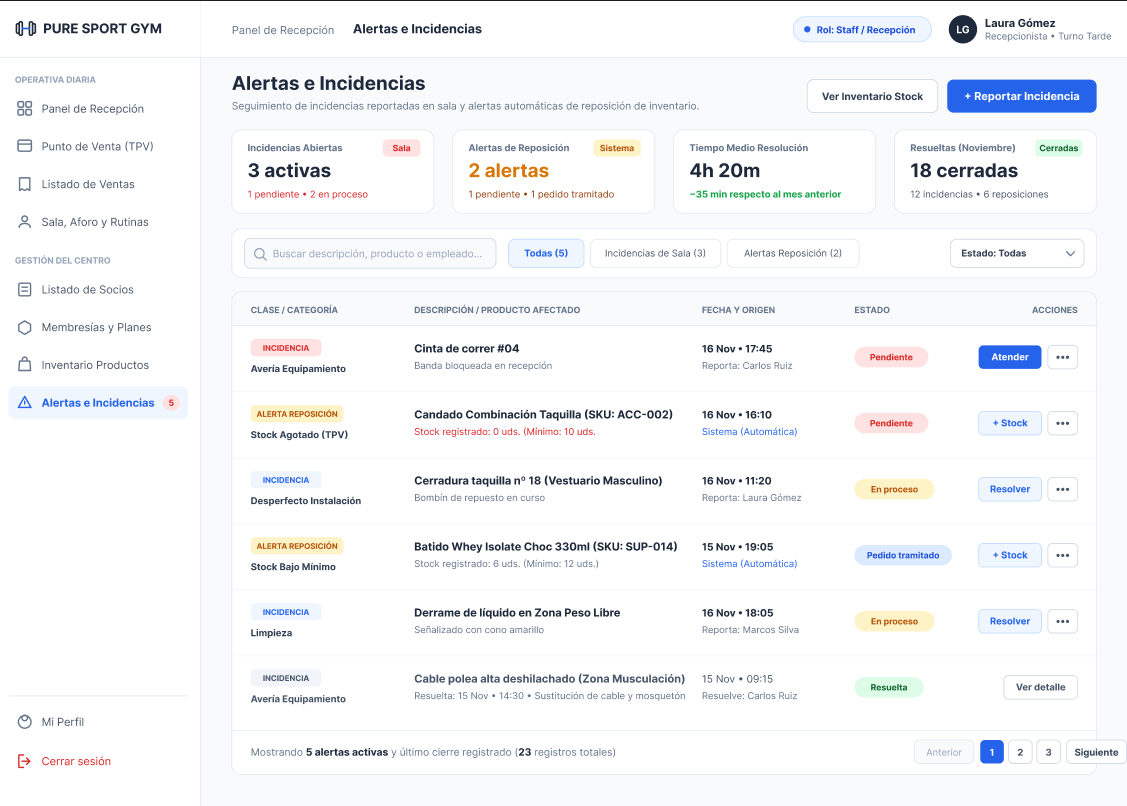 PURE SPORT GYM
Panel de Recepción
Alertas e Incidencias
Rol: Staff / Recepción
LG
Laura Gómez
Recepcionista • Turno Tarde
OPERATIVA DIARIA
Panel de Recepción
Punto de Venta (TPV)
Listado de Ventas
Sala, Aforo y Rutinas
GESTIÓN DEL CENTRO
Listado de Socios
Membresías y Planes
Inventario Productos
Alertas e Incidencias 5
Mi Perfil
Cerrar sesión
Alertas e Incidencias
Seguimiento de incidencias reportadas en sala y alertas automáticas de reposición de inventario.
Ver Inventario Stock
+ Reportar Incidencia
Incidencias Abiertas
Sala
3 activas
1 pendiente • 2 en proceso
Alertas de Reposición
Sistema
2 alertas
1 pendiente • 1 pedido tramitado
Tiempo Medio Resolución
4h 20m
−35 min respecto al mes anterior
Resueltas (Noviembre)
Cerradas
18 cerradas
12 incidencias • 6 reposiciones
Buscar descripción, producto o empleado...
Todas (5)
Incidencias de Sala (3)
Alertas Reposición (2)
Estado: Todas
CLASE / CATEGORÍA
DESCRIPCIÓN / PRODUCTO AFECTADO
FECHA Y ORIGEN
ESTADO
ACCIONES
INCIDENCIA
Avería Equipamiento
Cinta de correr #04
Banda bloqueada en recepción
16 Nov • 17:45
Reporta: Carlos Ruiz
Pendiente
Atender
•••
ALERTA REPOSICIÓN
Stock Agotado (TPV)
Candado Combinación Taquilla (SKU: ACC-002)
Stock registrado: 0 uds. (Mínimo: 10 uds.
16 Nov • 16:10
Sistema (Automática)
Pendiente
+ Stock
•••
INCIDENCIA
Desperfecto Instalación
Cerradura taquilla nº 18 (Vestuario Masculino)
Bombín de repuesto en curso
16 Nov • 11:20
Reporta: Laura Gómez
En proceso
Resolver
•••
ALERTA REPOSICIÓN
Stock Bajo Mínimo
Batido Whey Isolate Choc 330ml (SKU: SUP-014)
Stock registrado: 6 uds. (Mínimo: 12 uds.)
15 Nov • 19:05
Sistema (Automática)
Pedido tramitado
+ Stock
•••
INCIDENCIA
Limpieza
Derrame de líquido en Zona Peso Libre
Señalizado con cono amarillo
16 Nov • 18:05
Reporta: Marcos Silva
En proceso
Resolver
•••
INCIDENCIA
Avería Equipamiento
Cable polea alta deshilachado (Zona Musculación)
Resuelta: 15 Nov • 14:30 • Sustitución de cable y mosquetón
15 Nov • 09:15
Resuelve: Carlos Ruiz
Resuelta
Ver detalle
Mostrando 5 alertas activas y último cierre registrado (23 registros totales)
Anterior
1
2
3
Siguiente